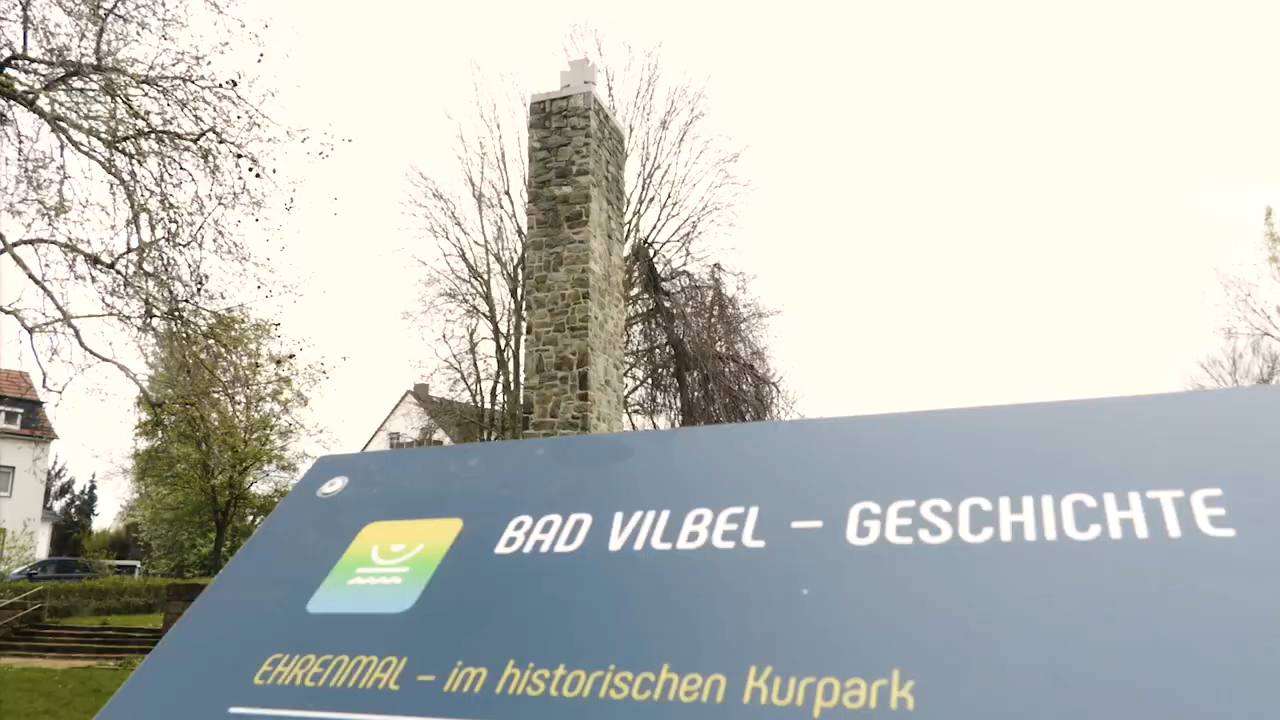 BAD VILBEL – GESCHICHTE
EHRENMAL – im historischen Kurpark